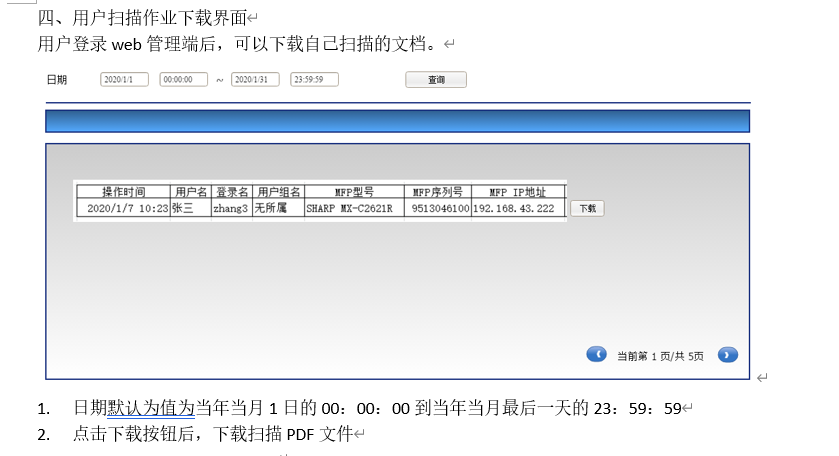 四、用户扫描作业下载界面
用户登录 web 管理端后，可以下载自己扫描的文档。
日期 2020/1/1 00:00:00 ~ 2020/1/31 23:59:59 查询
操作时间 用户名 登录名 用户组名 MFP型号 MFP序列号 MFP IP地址
2020/1/7 10:23 张三 zhang3 无所属 SHARP MX-C2621R 9513046100 192.168.43.222 下载
当前第 1 页/共 5页
1. 日期默认为值为当年当月 1 日的 00：00：00 到当年当月最后一天的 23：59：59
2. 点击下载按钮后，下载扫描 PDF 文件